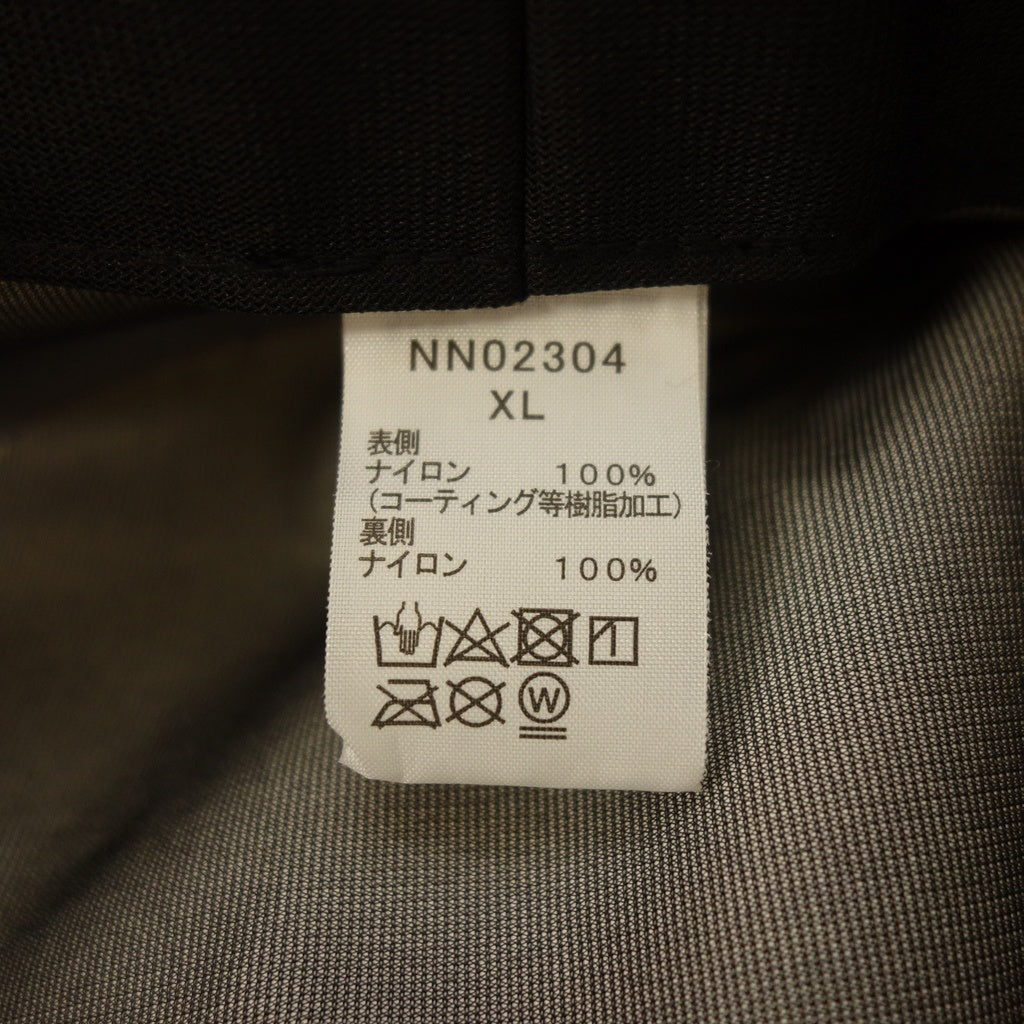 NN02304
XL
表側
ナイロン 100%
(コーティング等樹脂加工)
裏側
ナイロン 100%
W